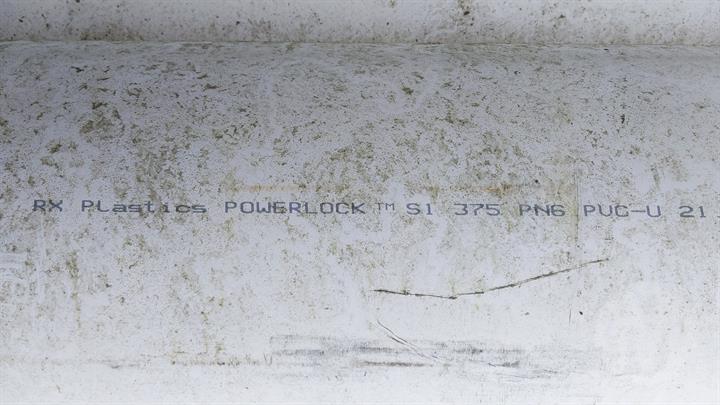 RX Plastics POWERLOCK™ S1 375 PN6 PVC-U 21